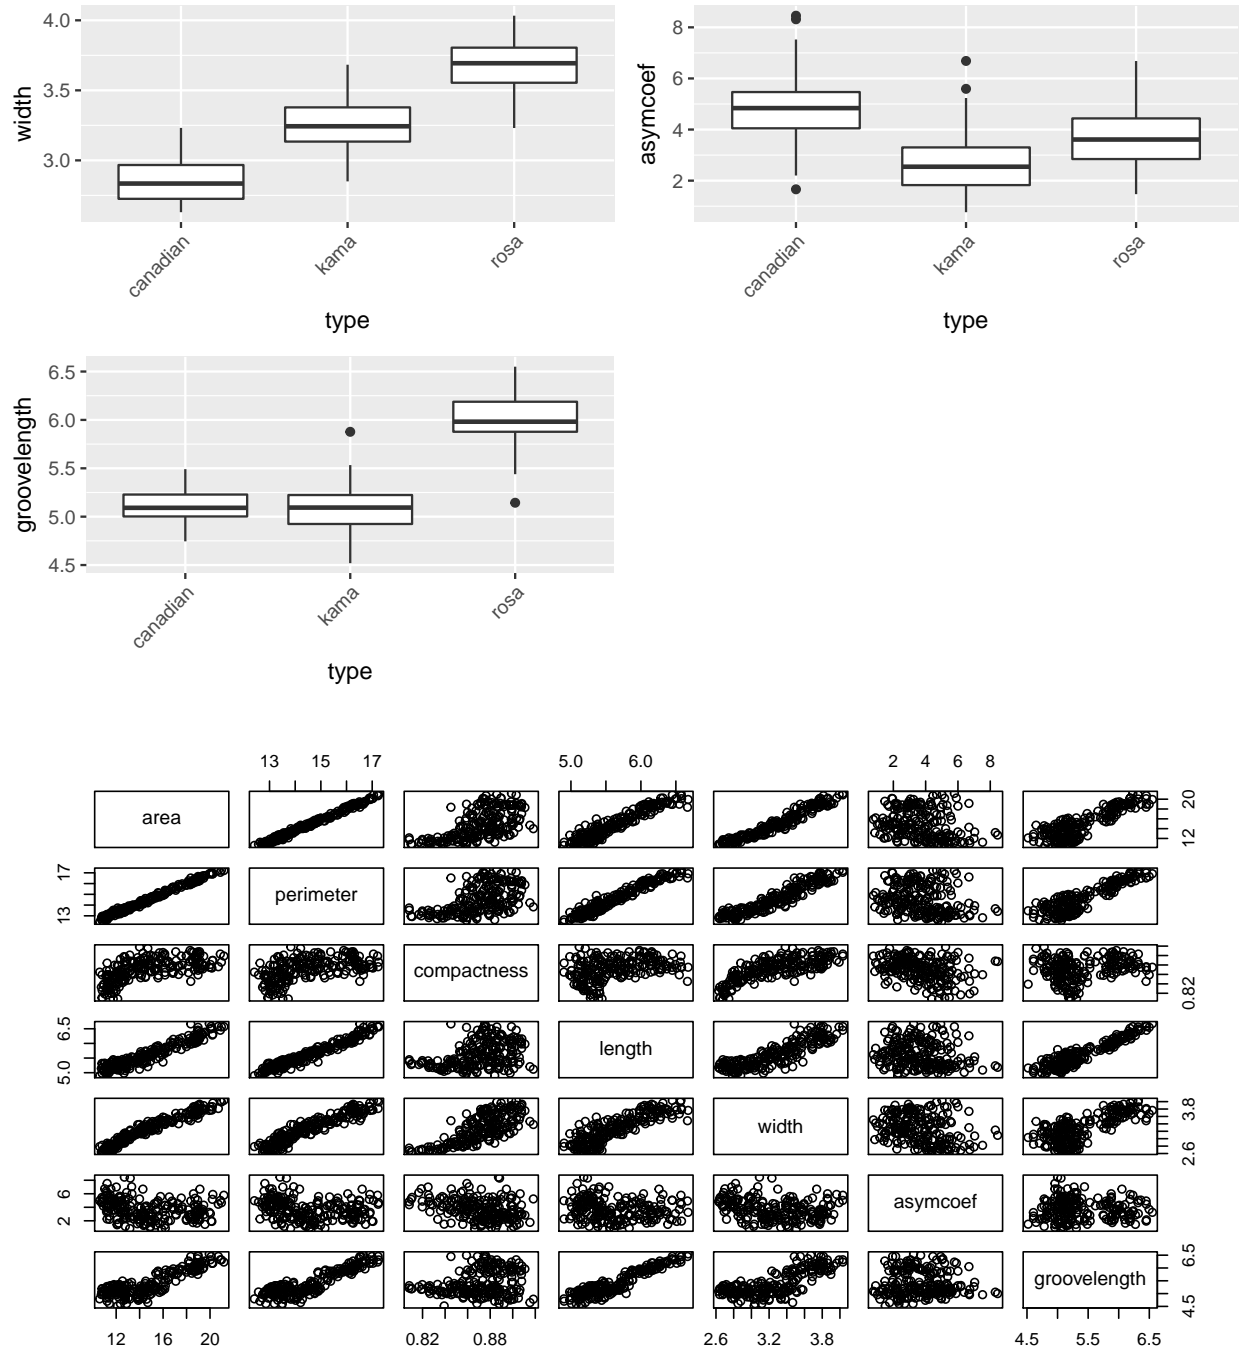 4.0
3.5
3.0
width
canadian
kama
rosa
type
8
6
4
2
asymcoef
canadian
kama
rosa
type
6.5
6.0
5.5
5.0
4.5
groovelength
canadian
kama
rosa
type
13 15 17 5.0 6.0 2 4 6 8
area
12 20
13 17
perimeter
compactness
0.82
5.0 6.5
length
width
2.6 3.8
2 6
asymcoef
groovelength
4.5 6.5
12 16 20 0.82 0.88 2.6 3.2 3.8 4.5 5.5 6.5